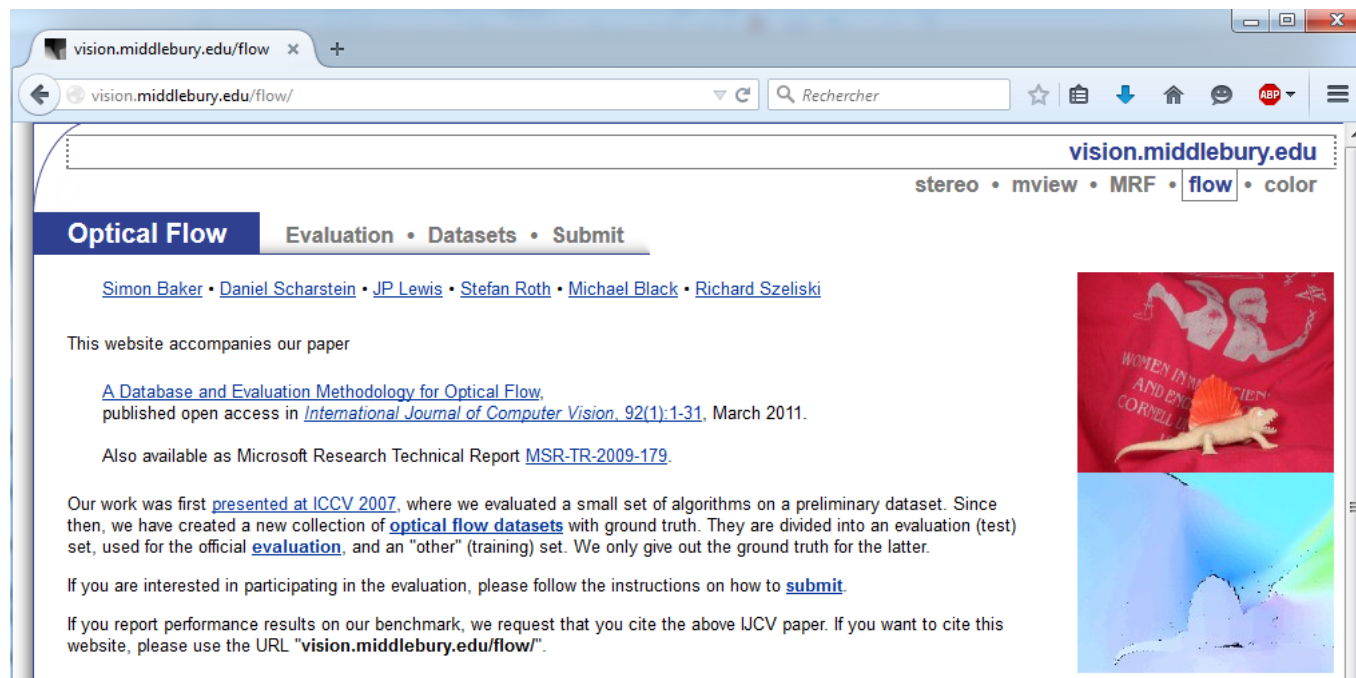 vision.middlebury.edu/flow
vision.middlebury.edu/flow/
Rechercher
ABP
vision.middlebury.edu
stereo • mview • MRF • flow • color
Optical Flow
Evaluation • Datasets • Submit
Simon Baker • Daniel Scharstein • JP Lewis • Stefan Roth • Michael Black • Richard Szeliski
This website accompanies our paper
A Database and Evaluation Methodology for Optical Flow,
published open access in International Journal of Computer Vision, 92(1):1-31, March 2011.
Also available as Microsoft Research Technical Report MSR-TR-2009-179.
Our work was first presented at ICCV 2007, where we evaluated a small set of algorithms on a preliminary dataset. Since
then, we have created a new collection of optical flow datasets with ground truth. They are divided into an evaluation (test)
set, used for the official evaluation, and an "other" (training) set. We only give out the ground truth for the latter.
If you are interested in participating in the evaluation, please follow the instructions on how to submit.
If you report performance results on our benchmark, we request that you cite the above IJCV paper. If you want to cite this
website, please use the URL "vision.middlebury.edu/flow/".
WOMEN IN
AND
CORNELL